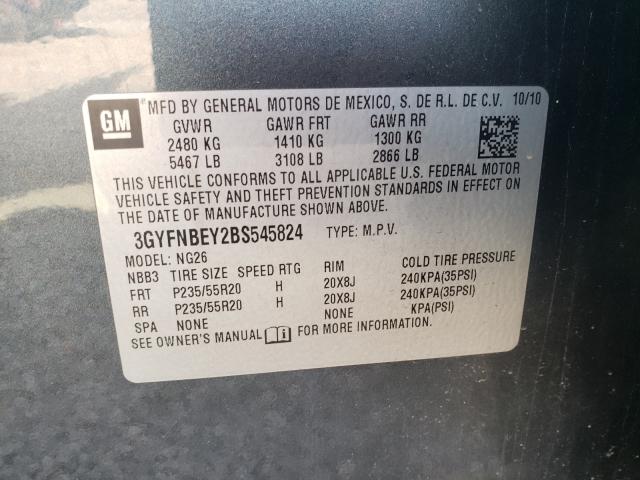 GM
#MFD BY GENERAL MOTORS DE MEXICO, S. DE R.L. DE C.V. 10/10
GVWR GAWR FRT GAWR RR
2480 KG 1410 KG 1300 KG
5467 LB 3108 LB 2866 LB
THIS VEHICLE CONFORMS TO ALL APPLICABLE U.S. FEDERAL MOTOR
VEHICLE SAFETY AND THEFT PREVENTION STANDARDS IN EFFECT ON
THE DATE OF MANUFACTURE SHOWN ABOVE.
3GYFNBEY2BS545824 TYPE: M.P.V.
MODEL: NG26
NBB3 TIRE SIZE SPEED RTG RIM COLD TIRE PRESSURE
FRT P235/55R20 H 20X8J 240KPA(35PSI)
RR P235/55R20 H 20X8J 240KPA(35PSI)
SPA NONE NONE KPA(PSI)
SEE OWNER'S MANUAL FOR MORE INFORMATION.